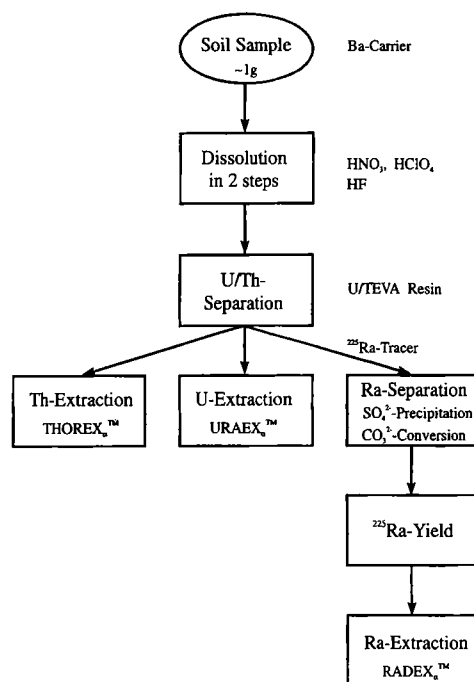 Soil Sample
~1g
Ba-Carrier
Dissolution
in 2 steps
HNO₃, HClO₄
HF
U/Th-
Separation
U/TEVA Resin
²²⁵Ra-Tracer
Th-Extraction
THOREXα™
U-Extraction
URAEXα™
Ra-Separation
SO₄²⁻-Precipitation
CO₃²⁻-Conversion
²²⁵Ra-Yield
Ra-Extraction
RADEXα™